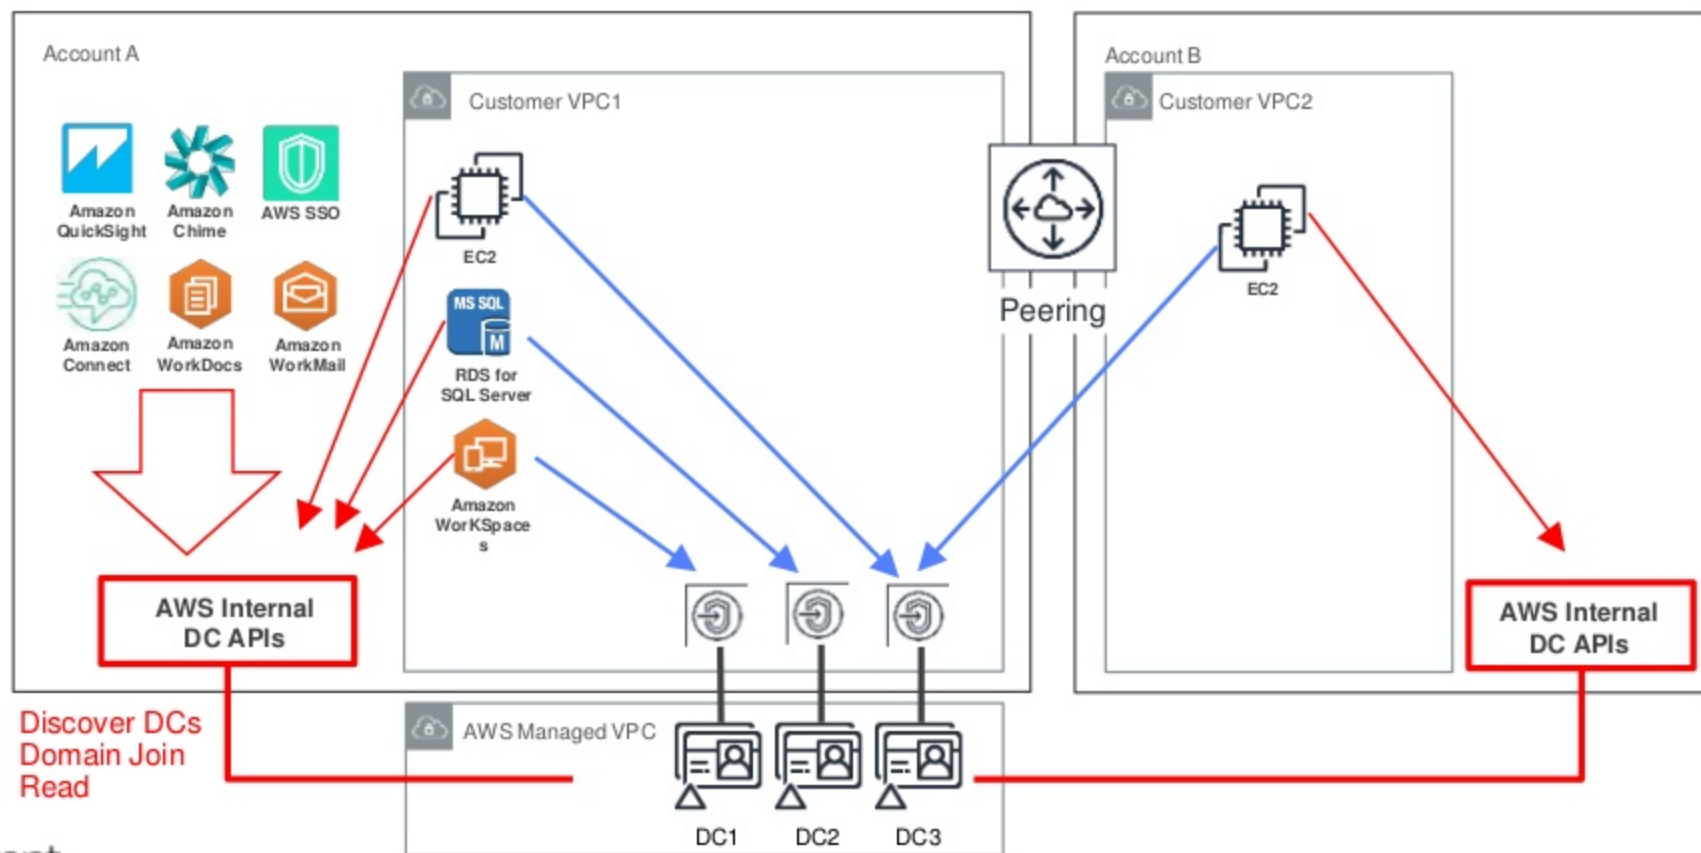 Account A
Account B
Customer VPC1
Customer VPC2
Amazon
QuickSight
Amazon
Chime
AWS SSO
Amazon
Connect
Amazon
WorkDocs
Amazon
WorkMail
EC2
MS SQL
M
RDS for
SQL Server
Amazon
WorKSpace
s
Peering
EC2
AWS Internal
DC APIs
AWS Internal
DC APIs
Discover DCs
Domain Join
Read
AWS Managed VPC
DC1
DC2
DC3